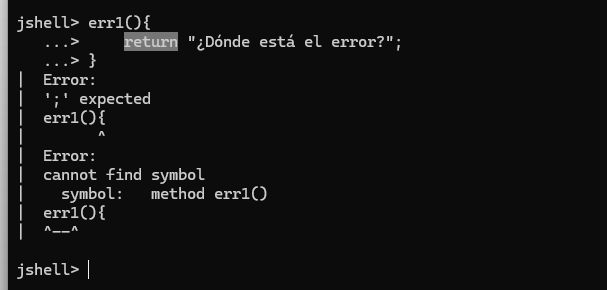 jshell> err1(){
   ...>     return "¿Dónde está el error?";
   ...> }
|  Error:
|  ';' expected
|  err1(){
|        ^
|  Error:
|  cannot find symbol
|    symbol:   method err1()
|  err1(){
|  ^--^
jshell>